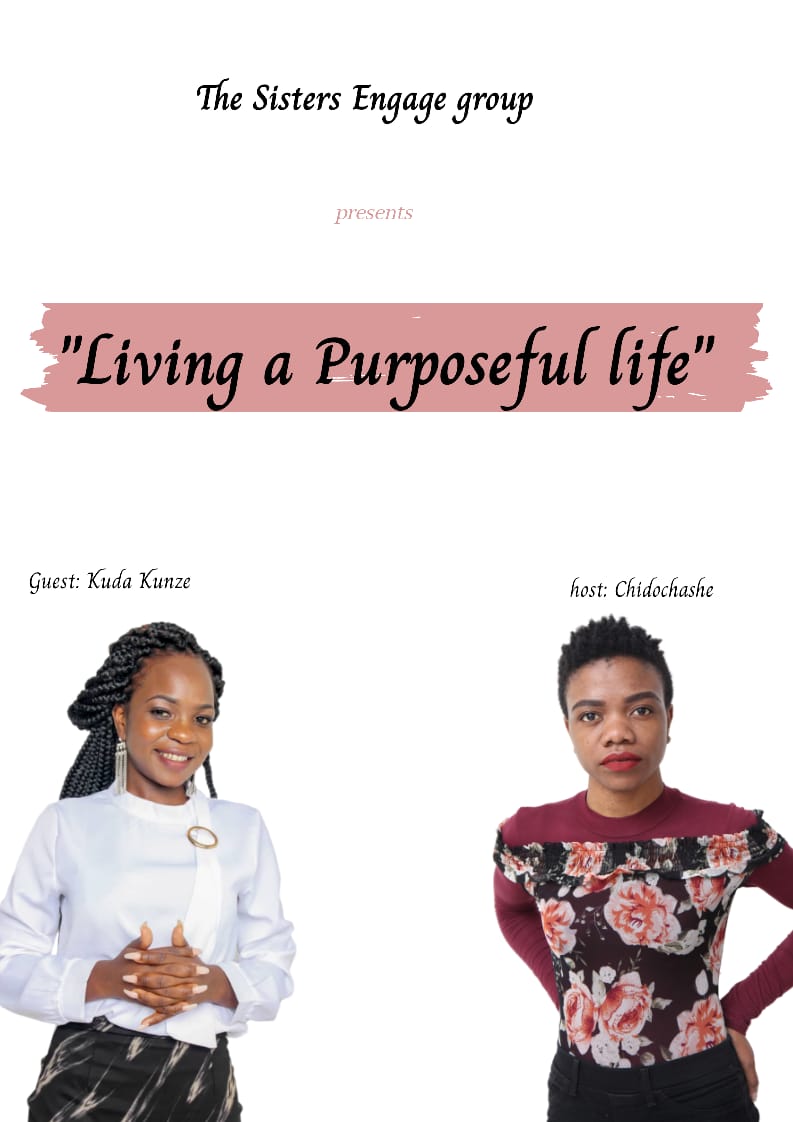 The Sisters Engage group
presents
"Living a Purposeful life"
Guest: Kuda Kunze
host: Chidochashe